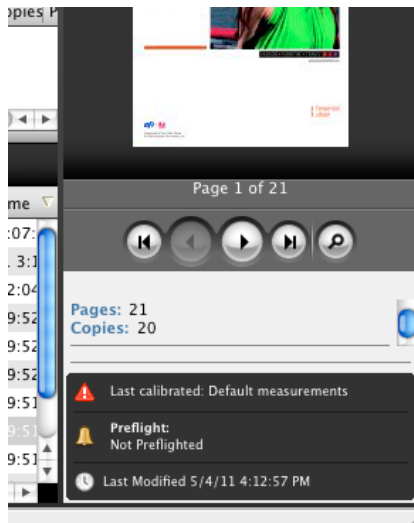 opies P
Page 1 of 21
me
:07:
3:1
2:04
9:52
9:52
9:52
9:51
9:51
9:51
Pages: 21
Copies: 20
Last calibrated: Default measurements
Preflight:
Not Preflighted
Last Modified 5/4/11 4:12:57 PM